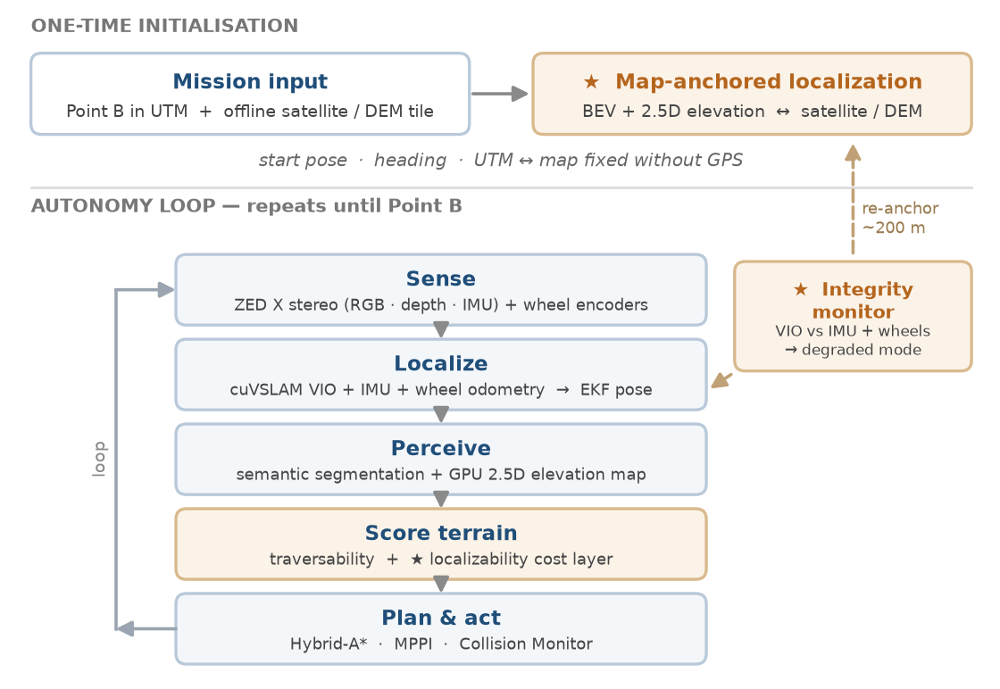 ONE-TIME INITIALISATION
Mission input
Point B in UTM + offline satellite / DEM tile
★ Map-anchored localization
BEV + 2.5D elevation ↔ satellite / DEM
start pose · heading · UTM ↔ map fixed without GPS
AUTONOMY LOOP — repeats until Point B
re-anchor
~200 m
Sense
ZED X stereo (RGB · depth · IMU) + wheel encoders
★ Integrity
monitor
VIO vs IMU + wheels
→ degraded mode
Localize
cuVSLAM VIO + IMU + wheel odometry → EKF pose
loop
Perceive
semantic segmentation + GPU 2.5D elevation map
Score terrain
traversability + ★ localizability cost layer
Plan & act
Hybrid-A* · MPPI · Collision Monitor